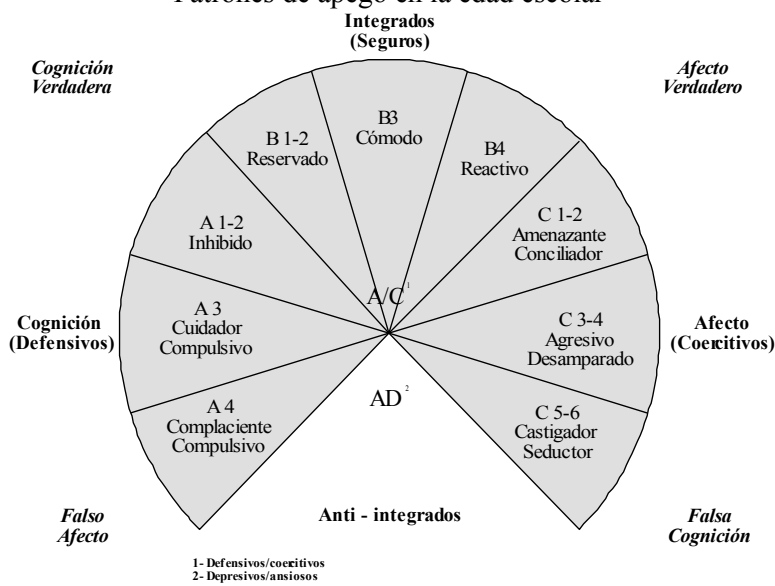 Patrones de apego en la edad escolar
Integrados
(Seguros)
Cognición
Verdadera
Afecto
Verdadero
B3
Cómodo
B 1-2
Reservado
B4
Reactivo
A 1-2
Inhibido
C 1-2
Amenazante
Conciliador
A/C 1
Cognición
(Defensivos)
A 3
Cuidador
Compulsivo
C 3-4
Agresivo
Desamparado
Afecto
(Coercitivos)
A 4
Complaciente
Compulsivo
AD 2
C 5-6
Castigador
Seductor
Falso
Afecto
Anti - integrados
Falsa
Cognición
1- Defensivos/coercitivos
2- Depresivos/ansiosos